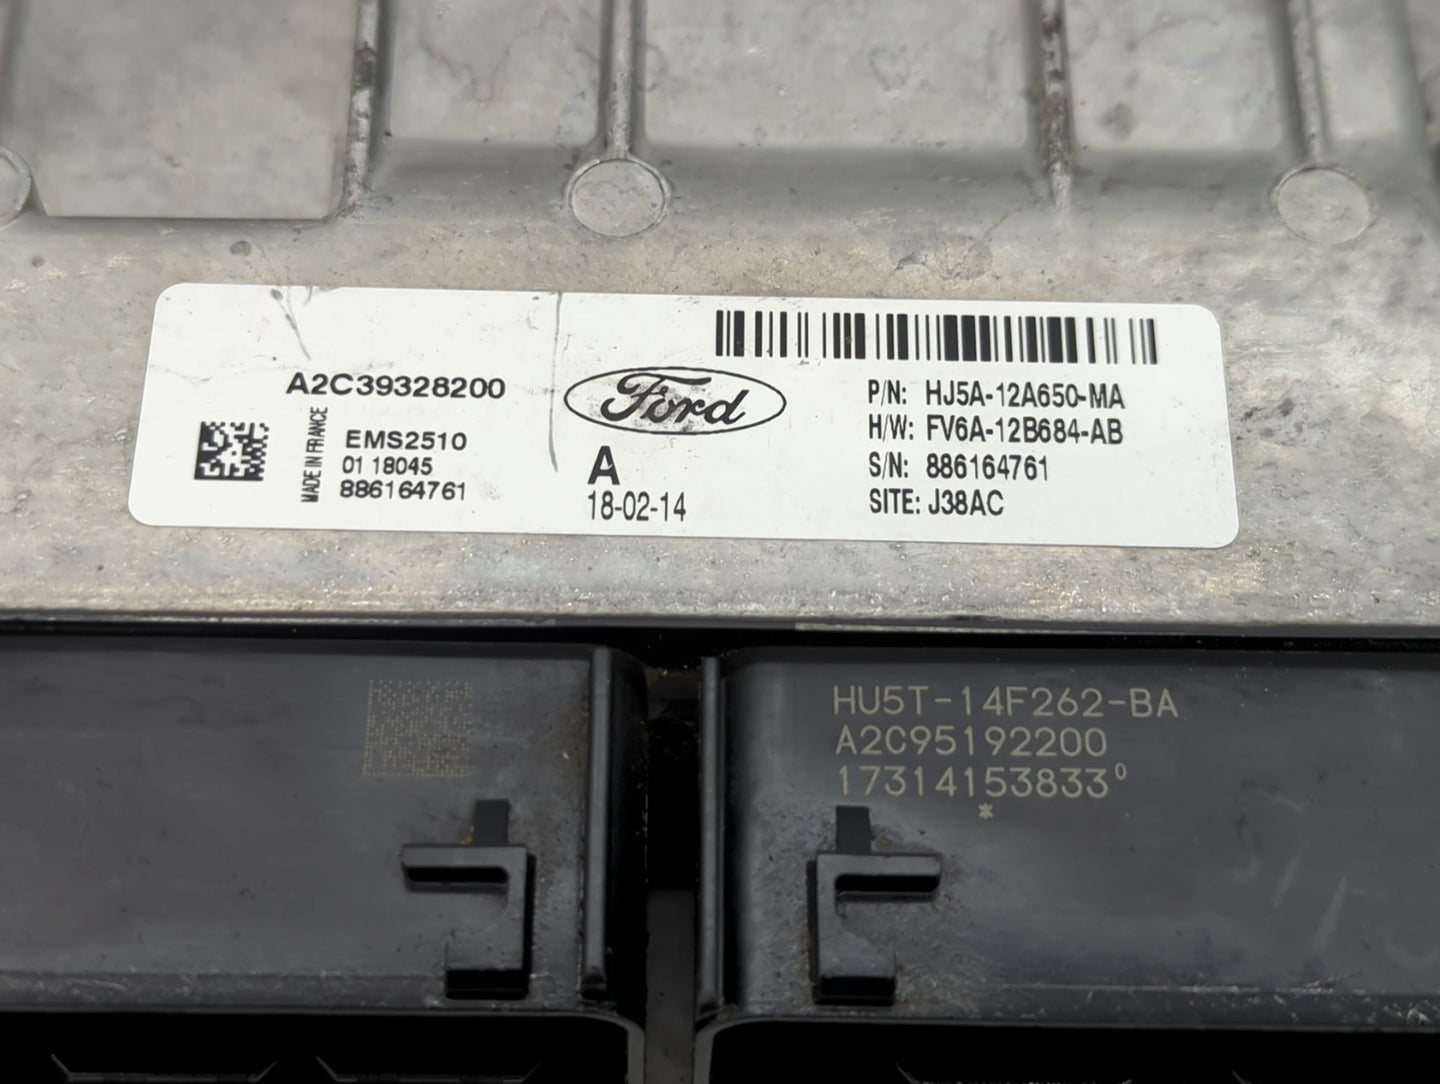 A2C39328200
MADE IN FRANCE
EMS2510
01 18045
886164761
Ford
A
18-02-14
P/N: HJ5A-12A650-MA
H/W: FV6A-12B684-AB
S/N: 886164761
SITE: J38AC
HU5T-14F262-BA
A2C95192200
17314153833⁰
*